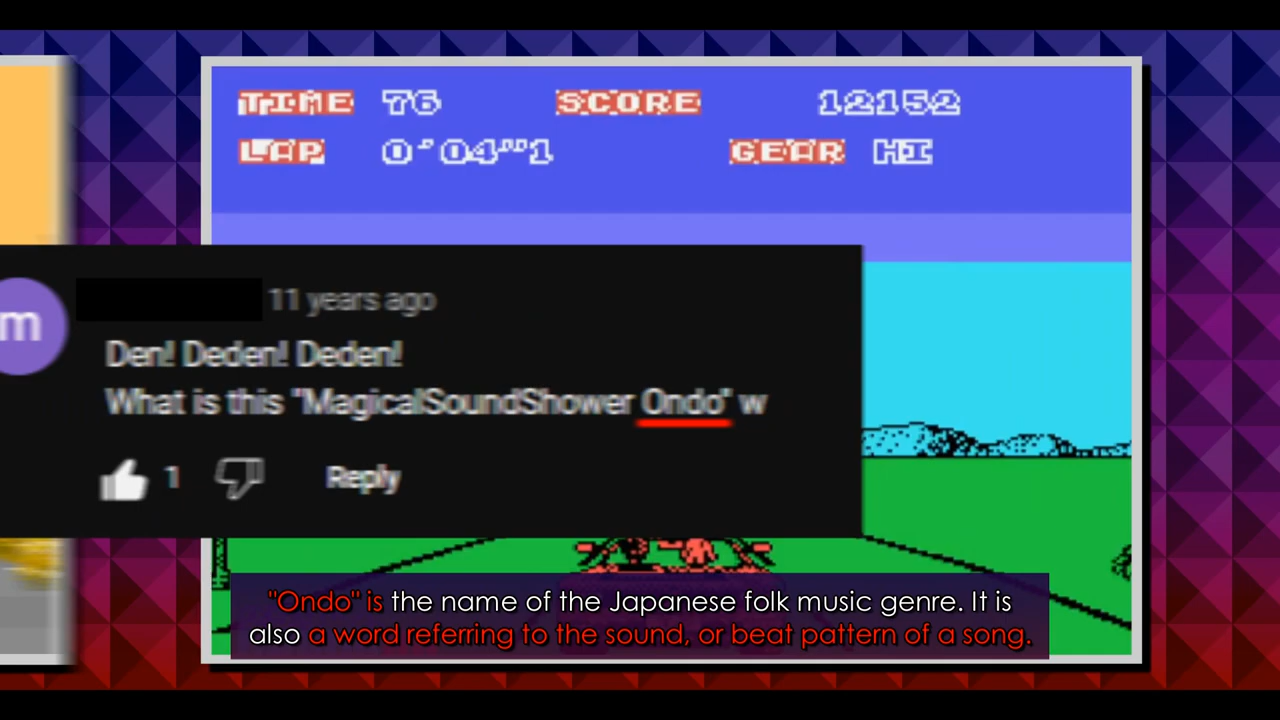 TIME 76 SCORE 12152
LAP 0'04"1 GEAR HI
m
11 years ago
Den! Deden! Deden!
What is this "MagicalSoundShower Ondo" w
1 Reply
"Ondo" is the name of the Japanese folk music genre. It is
also a word referring to the sound, or beat pattern of a song.